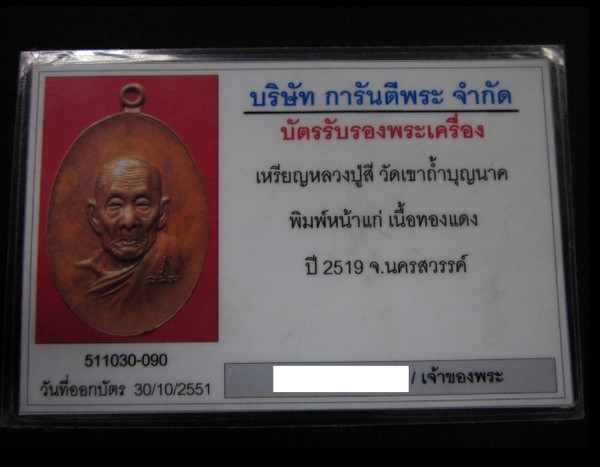 บริษัท การันตีพระ จำกัด
บัตรรับรองพระเครื่อง
เหรียญหลวงปู่สี วัดเขาถ้ำบุญนาค
พิมพ์หน้าแก่ เนื้อทองแดง
ปี 2519 จ.นครสวรรค์
511030-090
วันที่ออกบัตร 30/10/2551
/ เจ้าของพระ